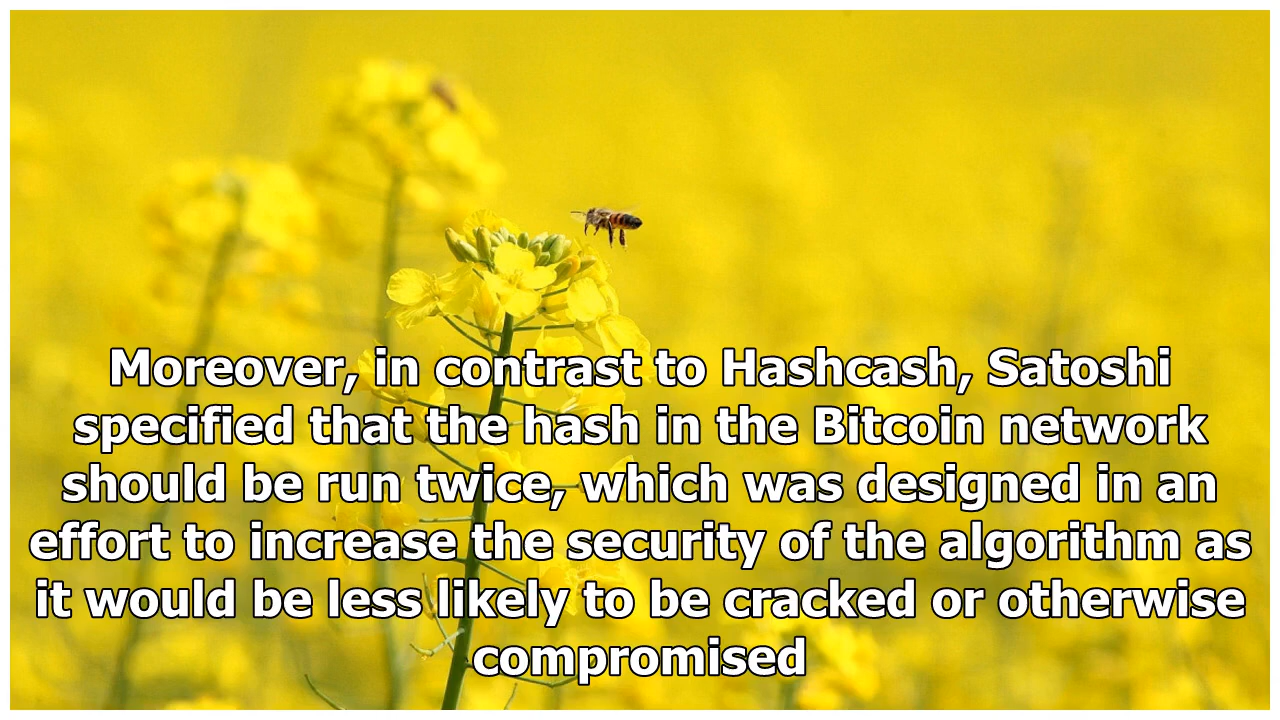 Moreover, in contrast to Hashcash, Satoshi
specified that the hash in the Bitcoin network
should be run twice, which was designed in an
effort to increase the security of the algorithm as
it would be less likely to be cracked or otherwise
compromised